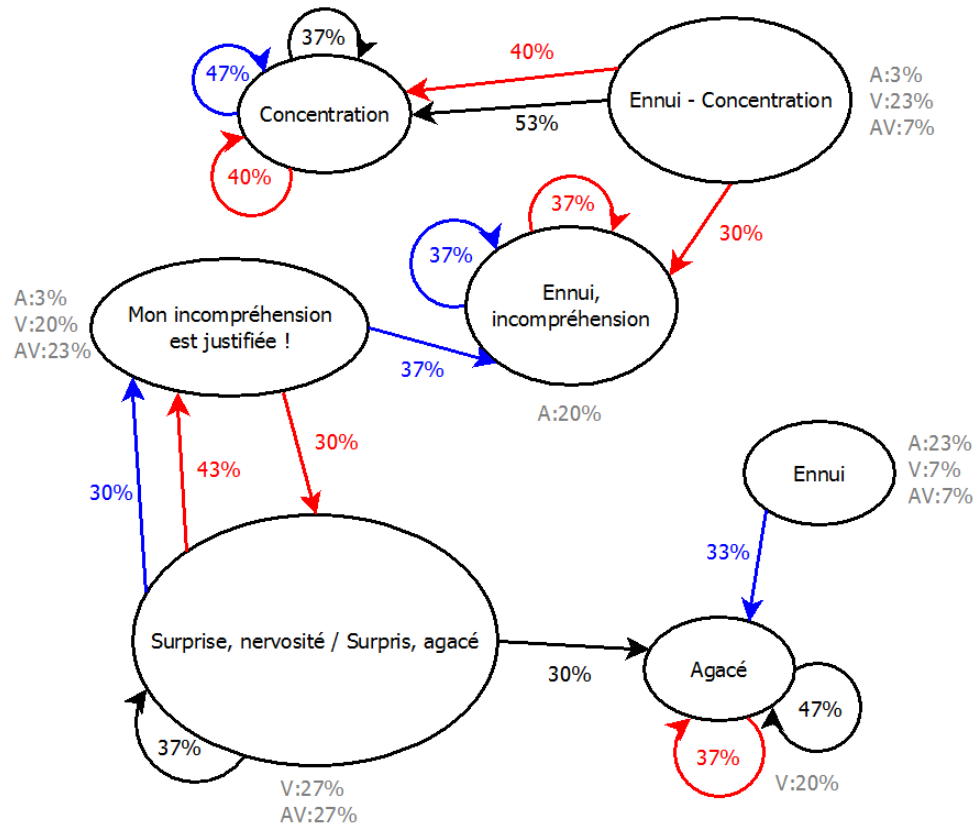 37%
47%
Concentration
40%
40%
53%
Ennui - Concentration
A:3%
V:23%
AV:7%
30%
37%
37%
Ennui,
incompréhension
A:20%
A:3%
V:20%
AV:23%
Mon incompréhension
est justifiée !
37%
30%
43%
30%
Ennui
A:23%
V:7%
AV:7%
33%
Surprise, nervosité / Surpris, agacé
37%
V:27%
AV:27%
30%
Agacé
47%
37%
V:20%